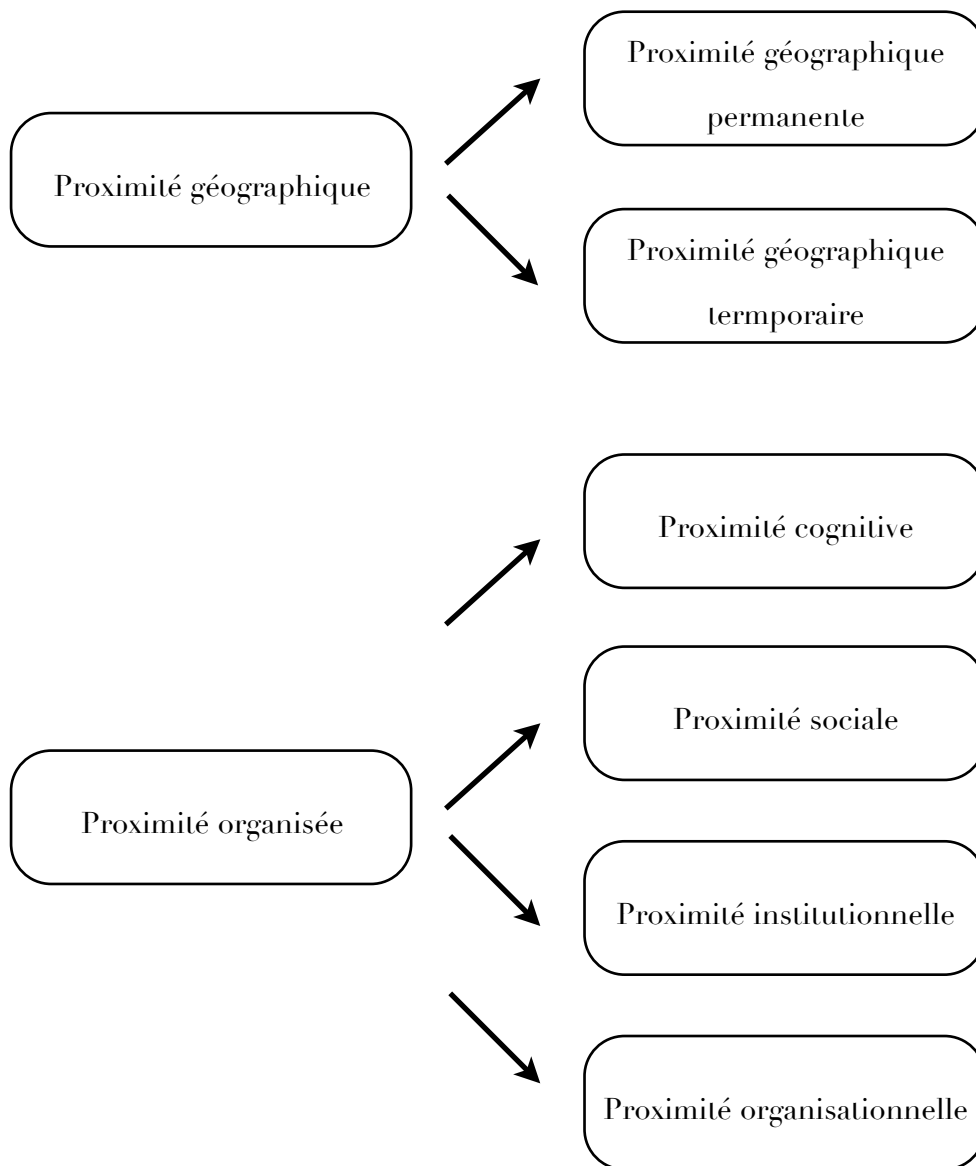 Proximité géographique
Proximité géographique
permanente
Proximité géographique
termporaire
Proximité organisée
Proximité cognitive
Proximité sociale
Proximité institutionnelle
Proximité organisationnelle